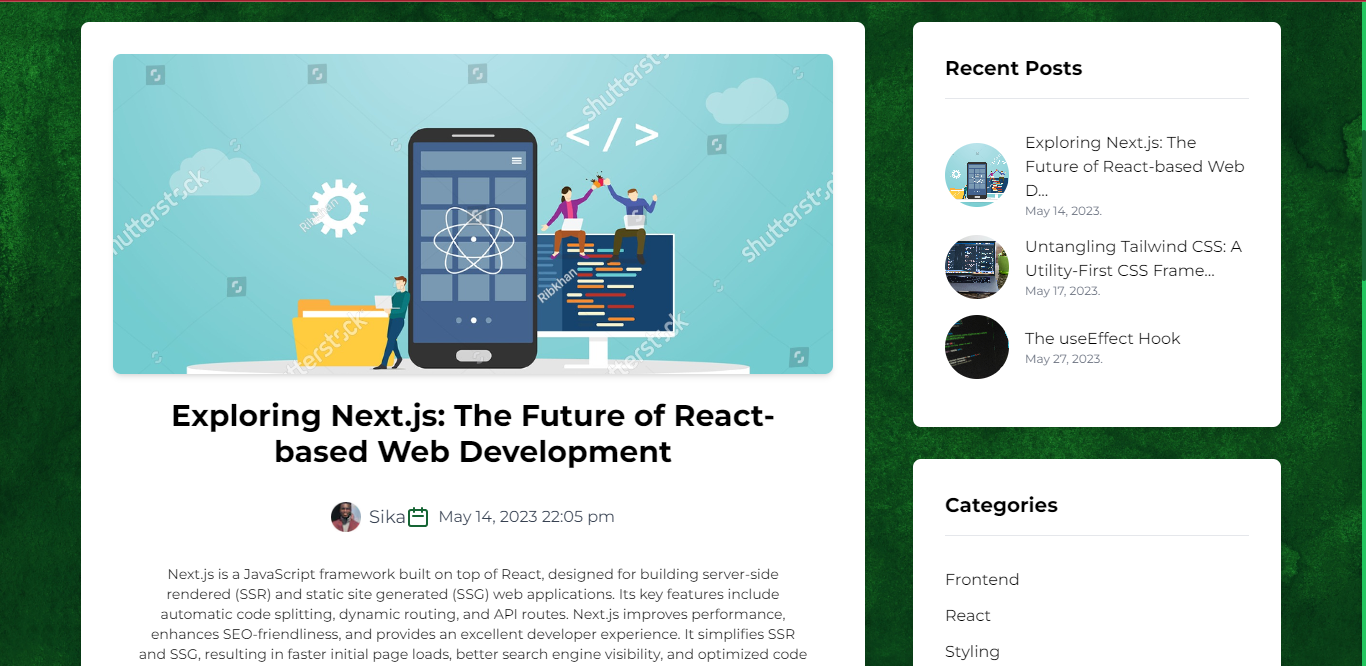 shutterstock
shutterstock
</>
Ribkhan
shutterstock
Ribkhan
shutterstock
shutterstock
Exploring Next.js: The Future of React-
based Web Development
Sika
May 14, 2023 22:05 pm
Next.js is a JavaScript framework built on top of React, designed for building server-side
rendered (SSR) and static site generated (SSG) web applications. Its key features include
automatic code splitting, dynamic routing, and API routes. Next.js improves performance,
enhances SEO-friendliness, and provides an excellent developer experience. It simplifies SSR
and SSG, resulting in faster initial page loads, better search engine visibility, and optimized code
Recent Posts
Exploring Next.js: The
Future of React-based Web
D...
May 14, 2023.
Untangling Tailwind CSS: A
Utility-First CSS Frame...
May 17, 2023.
The useEffect Hook
May 27, 2023.
Categories
Frontend
React
Styling